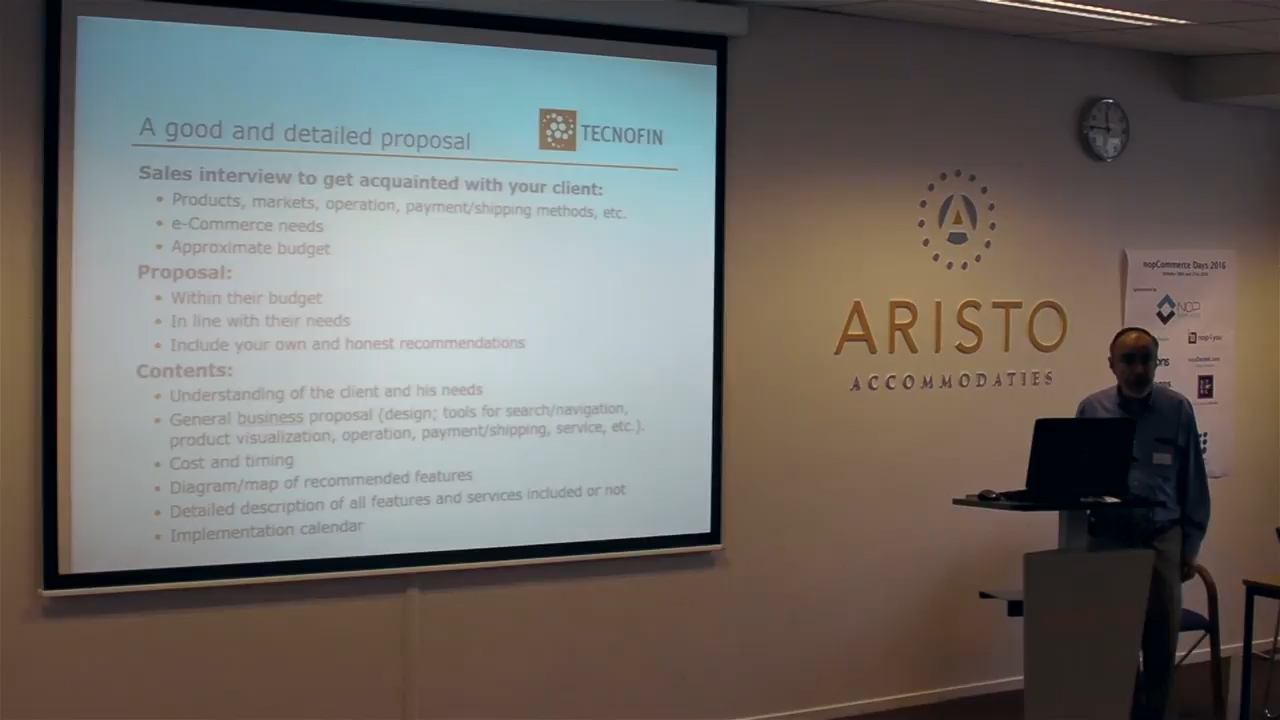 A good and detailed proposal
TECNOFIN
Sales interview to get acquainted with your client:
• Products, markets, operation, payment/shipping methods, etc.
• e-Commerce needs
• Approximate budget
Proposal:
• Within their budget
• In line with their needs
• Include your own and honest recommendations
Contents:
• Understanding of the client and his needs
• General business proposal (design; tools for search/navigation,
product visualization, operation, payment/shipping, service, etc.).
• Cost and timing
• Diagram/map of recommended features
• Detailed description of all features and services included or not
• Implementation calendar
A
ARISTO
ACCOMMODATIES
nopCommerce Days 2016
NOP
nop4you